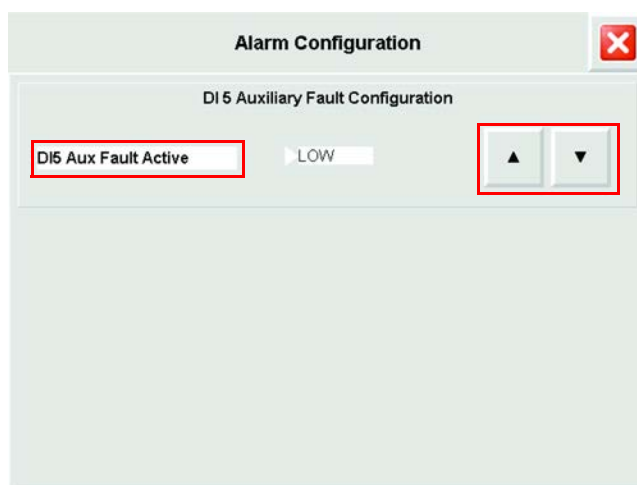 Alarm Configuration
DI 5 Auxiliary Fault Configuration
DI5 Aux Fault Active
LOW